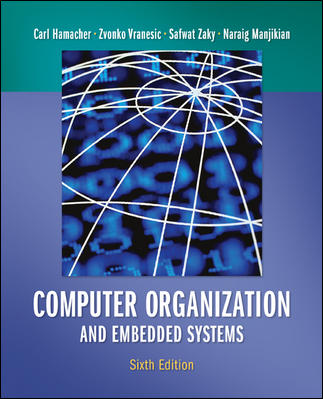 Carl Hamacher · Zvonko Vranesic · Safwat Zaky · Naraig Manjikian
COMPUTER ORGANIZATION
AND EMBEDDED SYSTEMS
Sixth Edition